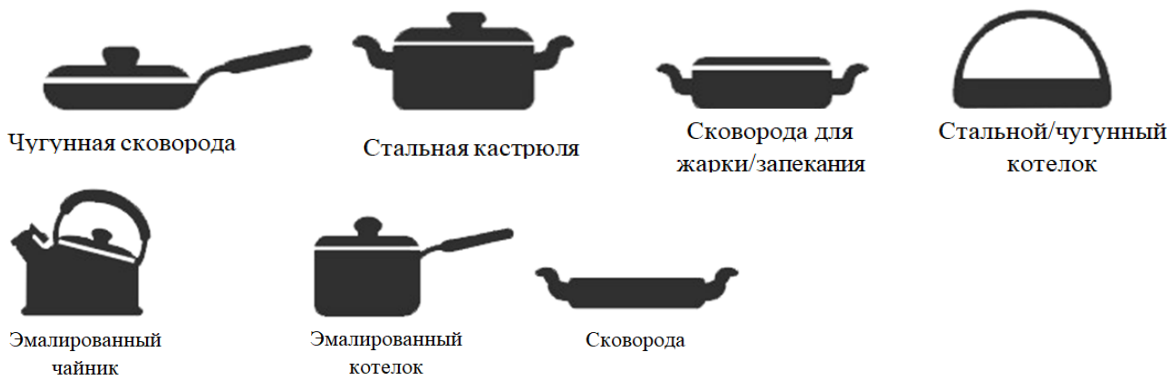 Чугунная сковорода
Стальная кастрюля
Сковорода для
жарки/запекания
Стальной/чугунный
котелок
Эмалированный
чайник
Эмалированный
котелок
Сковорода